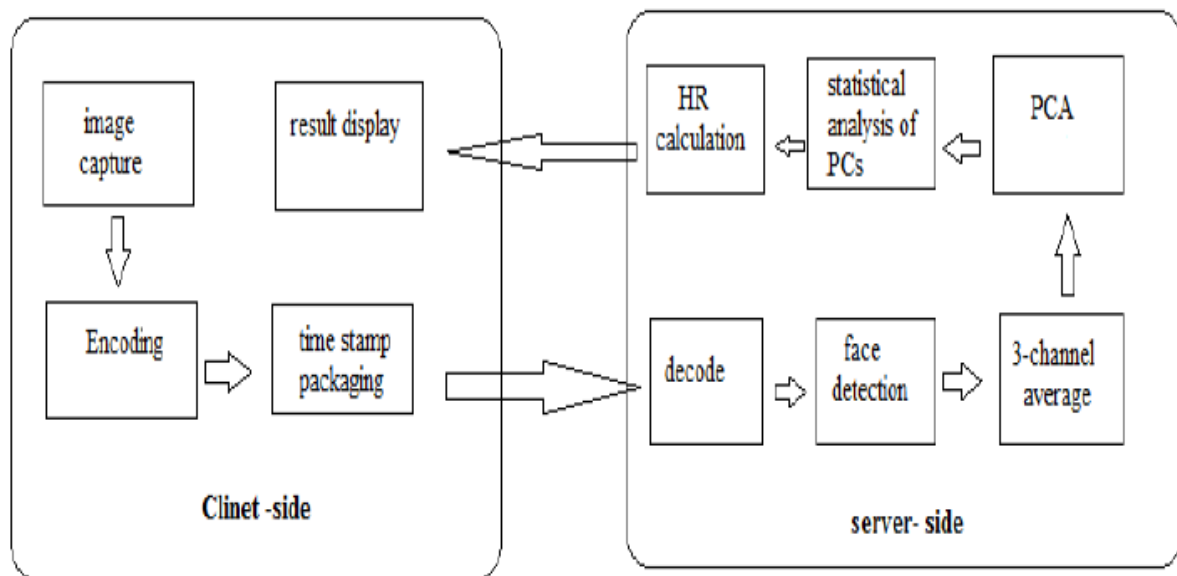 image
capture
result display
Encoding
time stamp
packaging
Clinet -side
HR
calculation
statistical
analysis of
PCs
PCA
decode
face
detection
3-channel
average
server- side